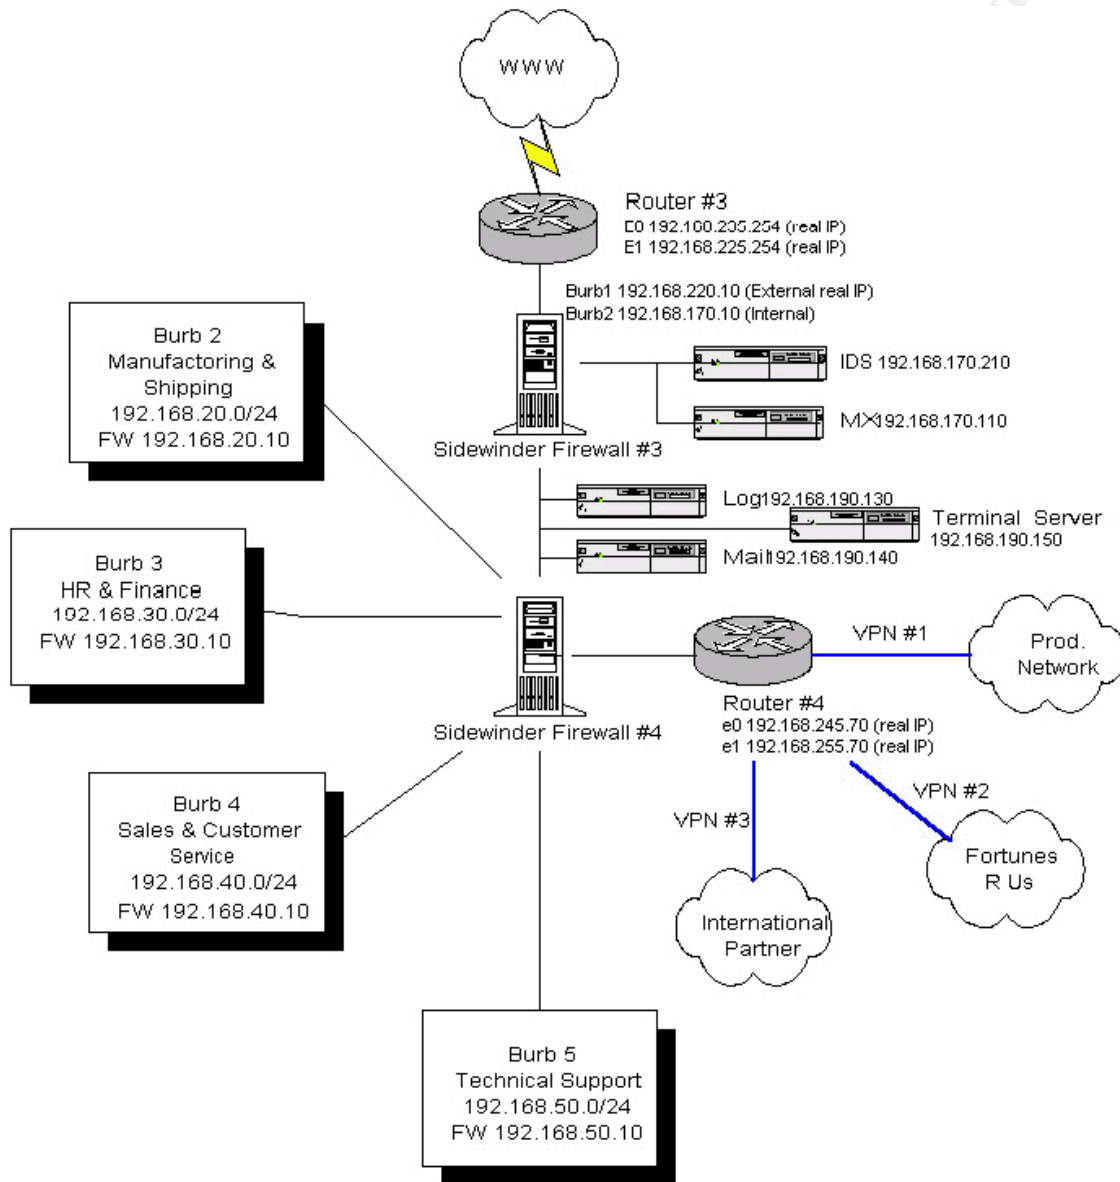 WWW
Router #3
E0 192.168.235.254 (real IP)
E1 192.168.225.254 (real IP)
Burb1 192.168.220.10 (External real IP)
Burb2 192.168.170.10 (Internal)
Burb 2
Manufactoring &
Shipping
192.168.20.0/24
FW 192.168.20.10
IDS 192.168.170.210
MX192.168.170.110
Sidewinder Firewall #3
Log192.168.190.130
Terminal Server
192.168.190.150
Mail192.168.190.140
Burb 3
HR & Finance
192.168.30.0/24
FW 192.168.30.10
VPN #1
Prod.
Network
Router #4
e0 192.168.245.70 (real IP)
e1 192.168.255.70 (real IP)
Sidewinder Firewall #4
VPN #2
VPN #3
Burb 4
Sales & Customer
Service
192.168.40.0/24
FW 192.168.40.10
Fortunes
R Us
International
Partner
Burb 5
Technical Support
192.168.50.0/24
FW 192.168.50.10